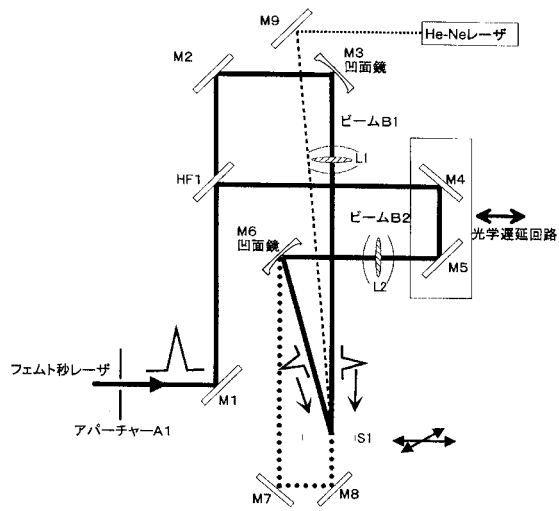 M9
He-Neレーザ
M2
M3
凹面鏡
ビームB1
L1
HF1
M4
ビームB2
M6
凹面鏡
光学遅延回路
M5
L2
フェムト秒レーザ
M1
アパーチャーA1
S1
M7
M8